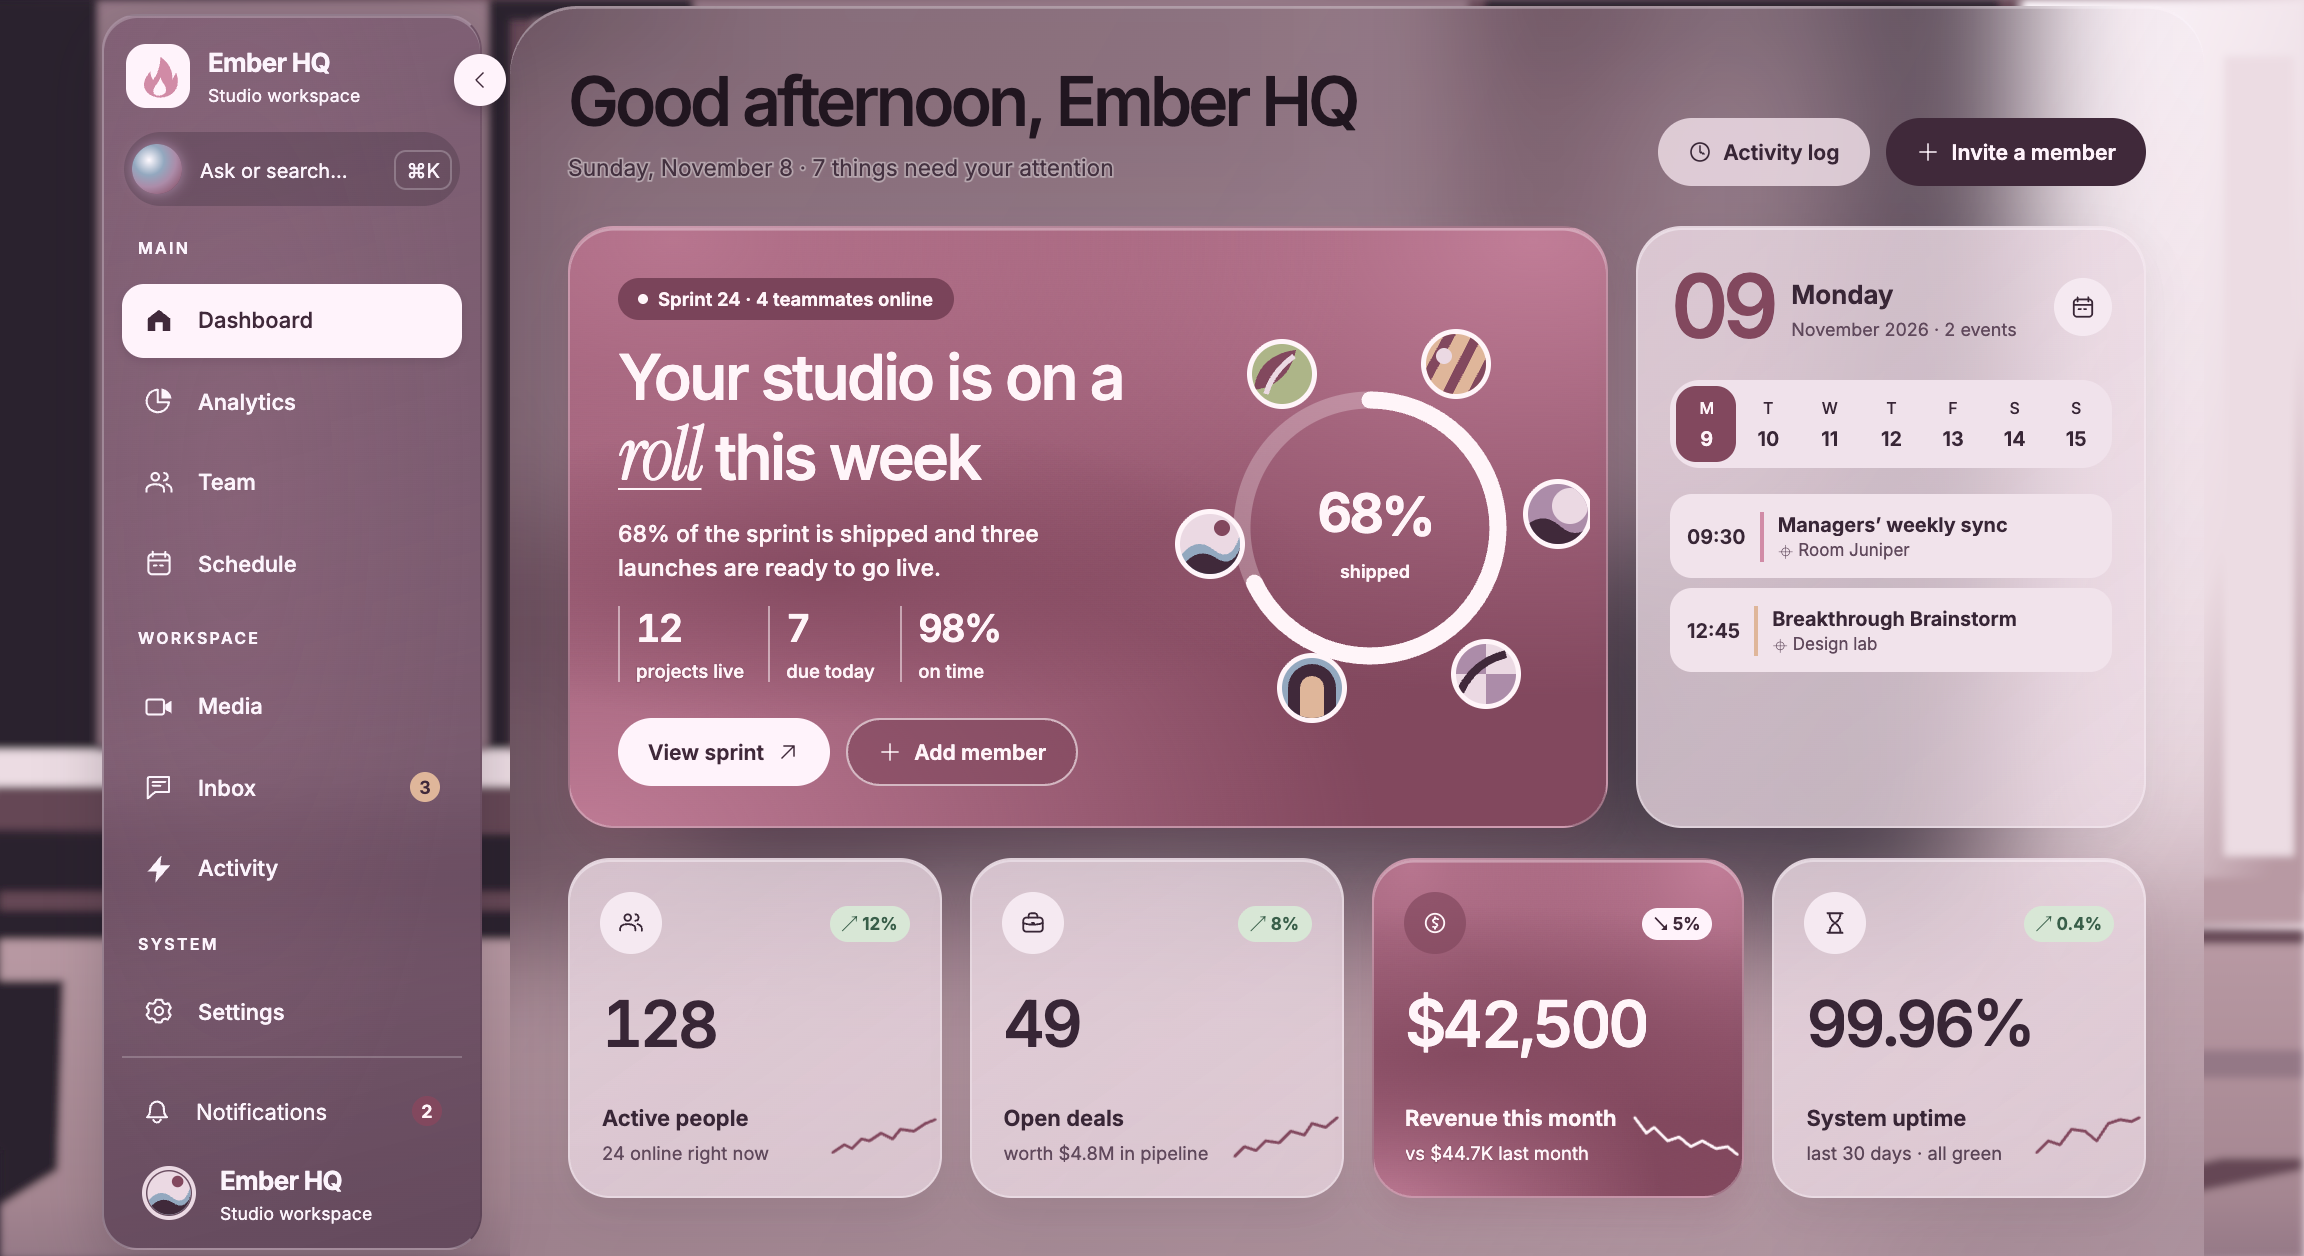 Ember HQ
Studio workspace
Ask or search...
⌘K
MAIN
Dashboard
Analytics
Team
Schedule
WORKSPACE
Media
Inbox
3
Activity
SYSTEM
Settings
Notifications
2
Ember HQ
Studio workspace
Good afternoon, Ember HQ
Sunday, November 8 · 7 things need your attention
Activity log
Invite a member
Sprint 24 · 4 teammates online
Your studio is on a
roll this week
68% of the sprint is shipped and three
launches are ready to go live.
12
projects live
7
due today
98%
on time
View sprint
Add member
68%
shipped
09
Monday
November 2026 · 2 events
M T W T F S S
9 10 11 12 13 14 15
09:30
Managers’ weekly sync
Room Juniper
12:45
Breakthrough Brainstorm
Design lab
12%
128
Active people
24 online right now
8%
49
Open deals
worth $4.8M in pipeline
5%
$42,500
Revenue this month
vs $44.7K last month
0.4%
99.96%
System uptime
last 30 days · all green